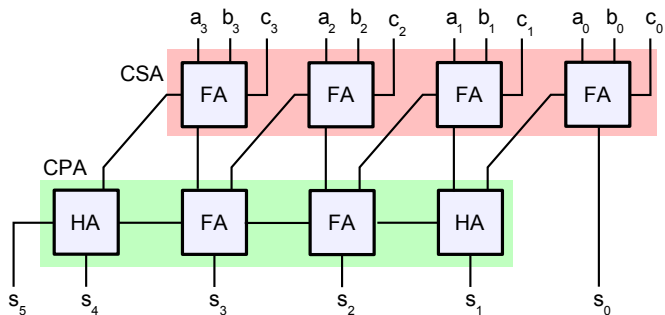 a₃ b₃ c₃ a₂ b₂ c₂ a₁ b₁ c₁ a₀ b₀ c₀
CSA FA FA FA FA
CPA
HA FA FA HA
s₅ s₄ s₃ s₂ s₁ s₀